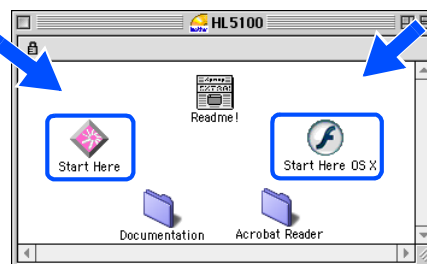 HL5100
Readme!
Start Here
Start Here OS X
Documentation
Acrobat Reader